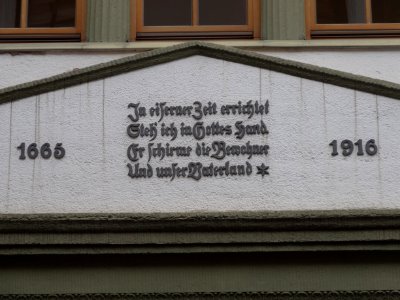 In eiserner Zeit errichtet
Steh ich in Gottes Hand.
Er schirme die Bewohner
Und unser Vaterland *
1665
1916